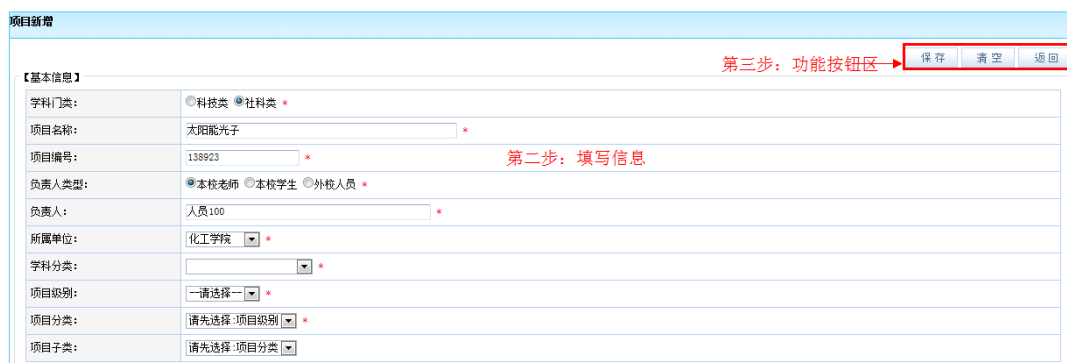 项目新增
第三步：功能按钮区 保存 清空 返回
【基本信息】
学科门类： 科技类 社科类 *
项目名称： 太阳能光子 *
项目编号： 138923 * 第二步：填写信息
负责人类型： 本校老师 本校学生 外校人员 *
负责人： 人员100 *
所属单位： 化工学院 *
学科分类： *
项目级别： --请选择-- *
项目分类： 请先选择:项目级别 *
项目子类： 请先选择:项目分类